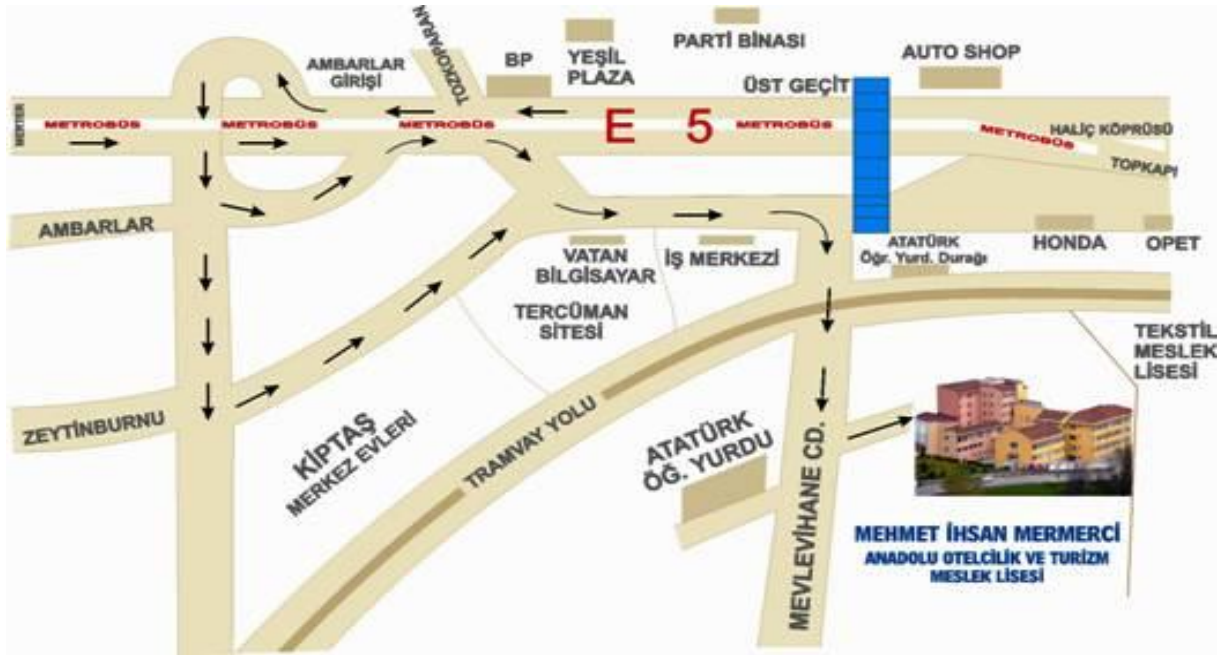 PARTİ BİNASI
YEŞİL
PLAZA
BP
TOZKOPARAN
AMBARLAR
GİRİŞİ
AUTO SHOP
ÜST GEÇİT
MERTER
METROBÜS
METROBÜS
METROBÜS
E 5
METROBÜS
METROBÜS
HALİÇ KÖPRÜSÜ
TOPKAPI
AMBARLAR
VATAN
BİLGİSAYAR
İŞ MERKEZİ
ATATÜRK
Öğr. Yurd. Durağı
HONDA
OPET
TERCÜMAN
SİTESİ
TEKSTİL
MESLEK
LİSESİ
ZEYTİNBURNU
KİPTAŞ
MERKEZ EVLERİ
TRAMVAY YOLU
ATATÜRK
ÖĞ. YURDU
MEVLEVİHANE CD.
MEHMET İHSAN MERMERCİ
ANADOLU OTELCİLİK VE TURİZM
MESLEK LİSESİ